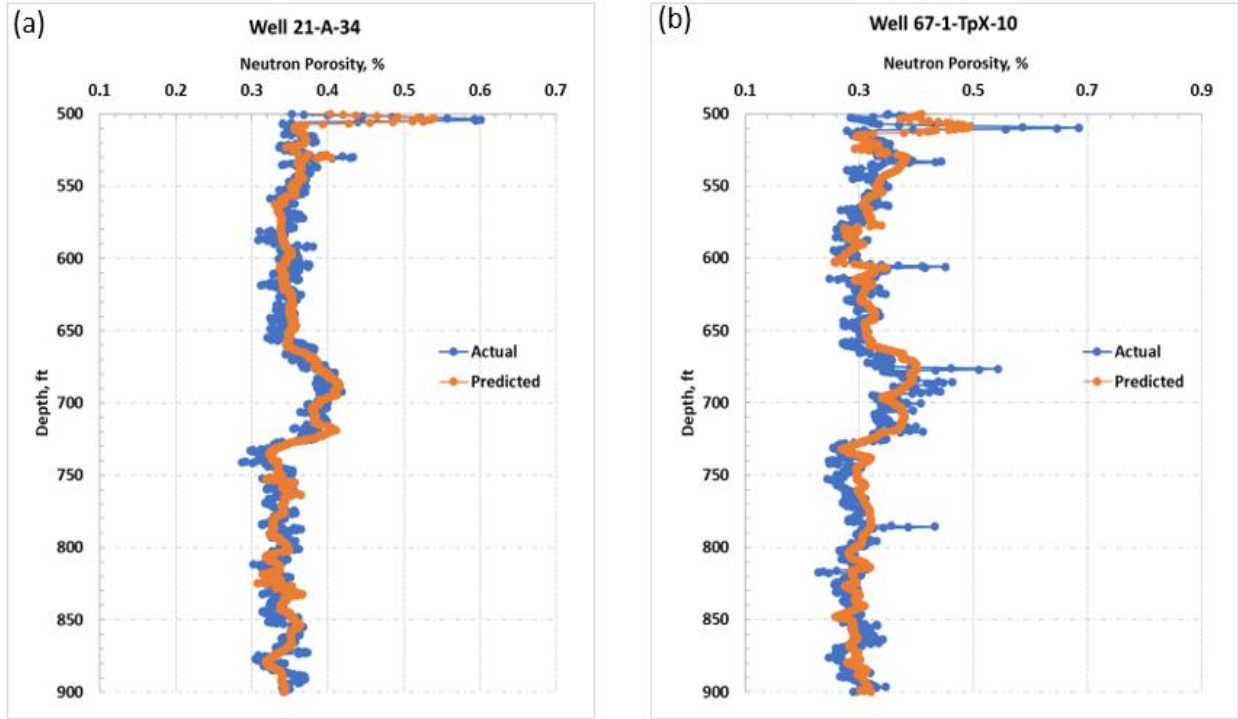 (a)
Well 21-A-34
Neutron Porosity, %
0.1 0.2 0.3 0.4 0.5 0.6 0.7
500
550
600
650
700
750
800
850
900
Depth, ft
Actual
Predicted
(b)
Well 67-1-TpX-10
Neutron Porosity, %
0.1 0.3 0.5 0.7 0.9
500
550
600
650
700
750
800
850
900
Depth, ft
Actual
Predicted